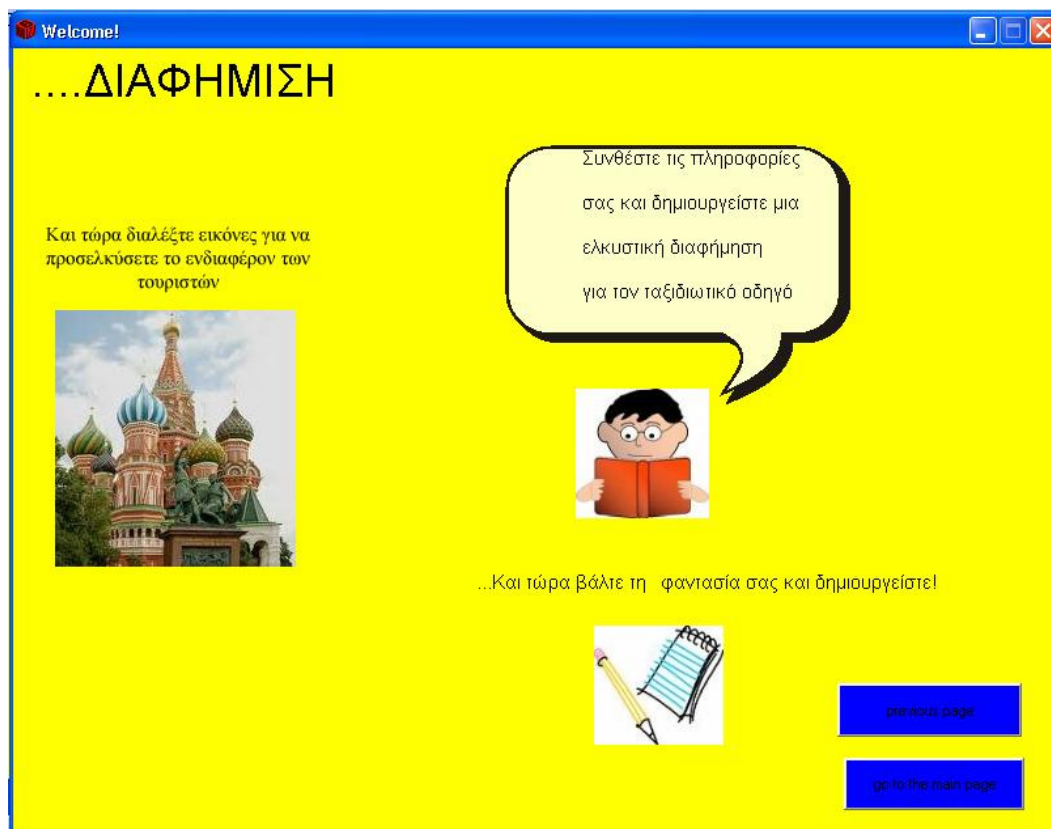 Welcome!
....ΔΙΑΦΗΜΙΣΗ
Συνθέστε τις πληροφορίες
σας και δημιουργείστε μια
ελκυστική διαφήμηση
για τον ταξιδιωτικό οδηγό
Και τώρα διαλέξτε εικόνες για να
προσελκύσετε το ενδιαφέρον των
τουριστών
...Και τώρα βάλτε τη φαντασία σας και δημιουργείστε!
previous page
go to the main page